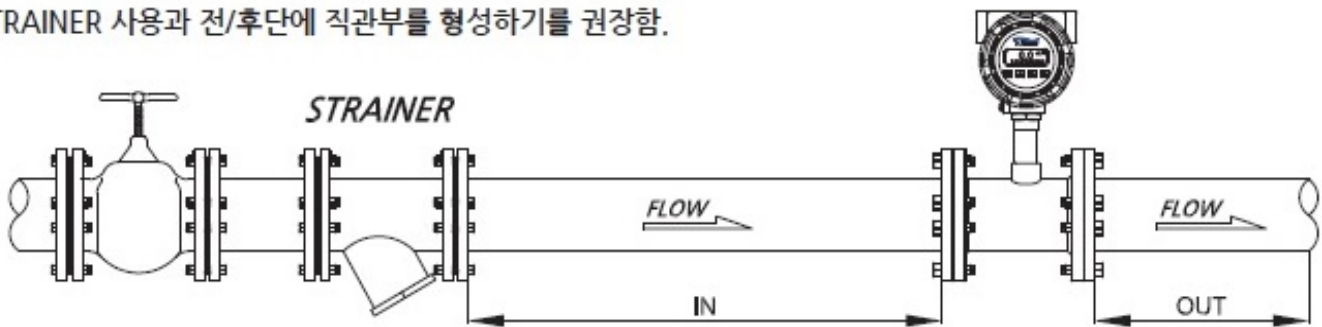 TRAINER 사용과 전/후단에 직관부를 형성하기를 권장함.
STRAINER
FLOW
FLOW
IN
OUT